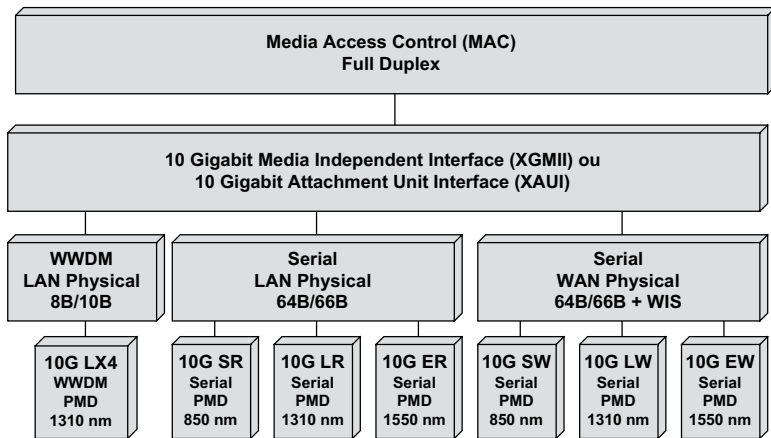 Media Access Control (MAC)
Full Duplex
10 Gigabit Media Independent Interface (XGMII) ou
10 Gigabit Attachment Unit Interface (XAUI)
WWDM
LAN Physical
8B/10B
Serial
LAN Physical
64B/66B
Serial
WAN Physical
64B/66B + WIS
10G LX4
WWDM
PMD
1310 nm
10G SR
Serial
PMD
850 nm
10G LR
Serial
PMD
1310 nm
10G ER
Serial
PMD
1550 nm
10G SW
Serial
PMD
850 nm
10G LW
Serial
PMD
1310 nm
10G EW
Serial
PMD
1550 nm